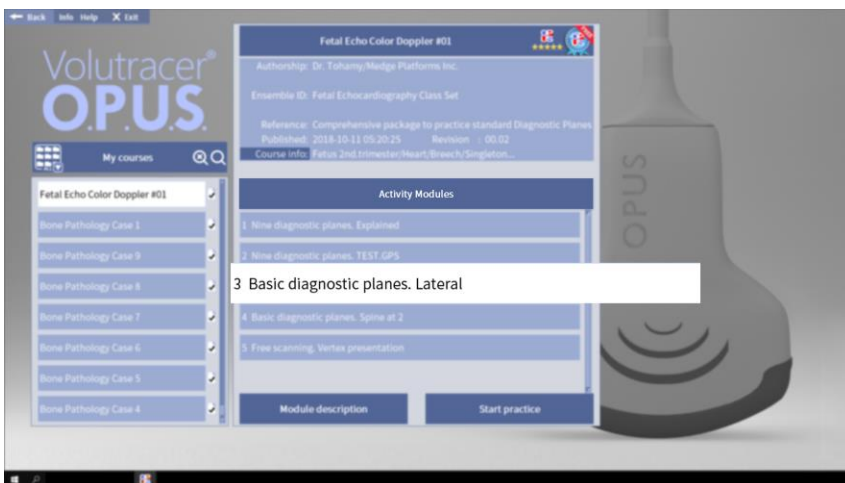 Back Info Help X Exit
Volutracer®
O.P.U.S.
My courses
Fetal Echo Color Doppler #01
Bone Pathology Case 1
Bone Pathology Case 9
Bone Pathology Case 8
Bone Pathology Case 7
Bone Pathology Case 6
Bone Pathology Case 5
Bone Pathology Case 4
Fetal Echo Color Doppler #01
Authorship: Dr. Tohamy/Medge Platforms Inc.
Ensemble ID: Fetal Echocardiography Class Set
Reference: Comprehensive package to practice standard Diagnostic Planes
Published: 2018-10-11 05:20:25 Revision : 00.02
Course info: Fetus 2nd.trimester/Heart/Breech/Singleton...
Activity Modules
1 Nine diagnostic planes. Explained
2 Nine diagnostic planes. TEST.GPS
3 Basic diagnostic planes. Lateral
4 Basic diagnostic planes. Spine at 2
5 Free scanning. Vertex presentation
Module description
Start practice
OPUS